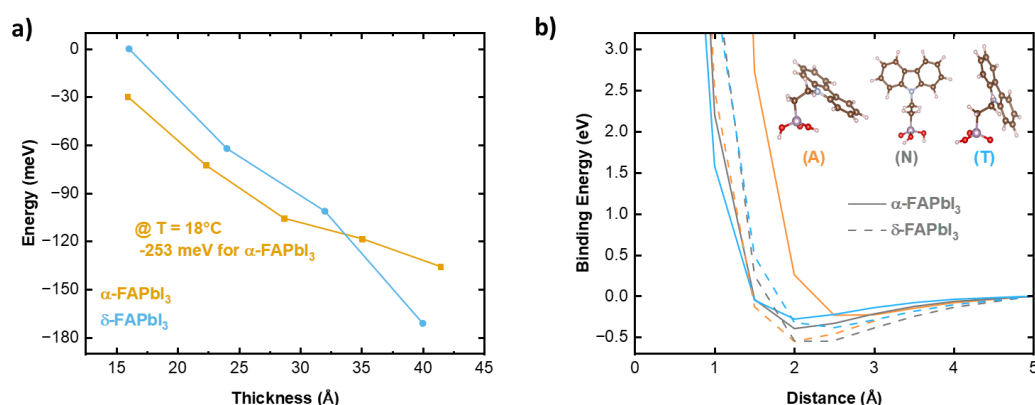 a)
0
−30
−60
−90
−120
−150
−180
Energy (meV)
@ T = 18°C
-253 meV for α-FAPbI₃
α-FAPbI₃
δ-FAPbI₃
15
20
25
30
35
40
45
Thickness (Å)
b)
3.0
2.5
2.0
1.5
1.0
0.5
0.0
−0.5
Binding Energy (eV)
(A)
(N)
(T)
α-FAPbI₃
δ-FAPbI₃
0
1
2
3
4
5
Distance (Å)